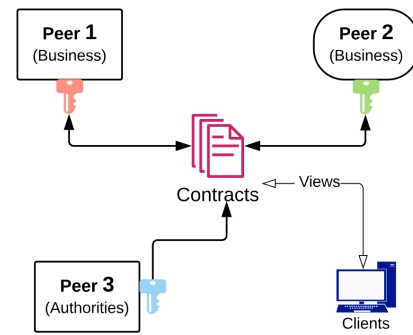 Peer 1
(Business)
Peer 2
(Business)
Contracts
Views
Peer 3
(Authorities)
Clients